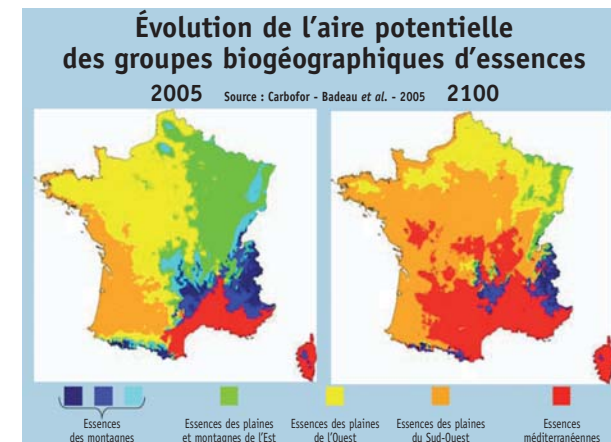 Évolution de l'aire potentielle
des groupes biogéographiques d'essences
2005 Source : Carbofor - Badeau et al. - 2005 2100
Essences
des montagnes
Essences des plaines
et montagnes de l'Est
Essences des plaines
de l'Ouest
Essences des plaines
du Sud-Ouest
Essences
méditerranéennes